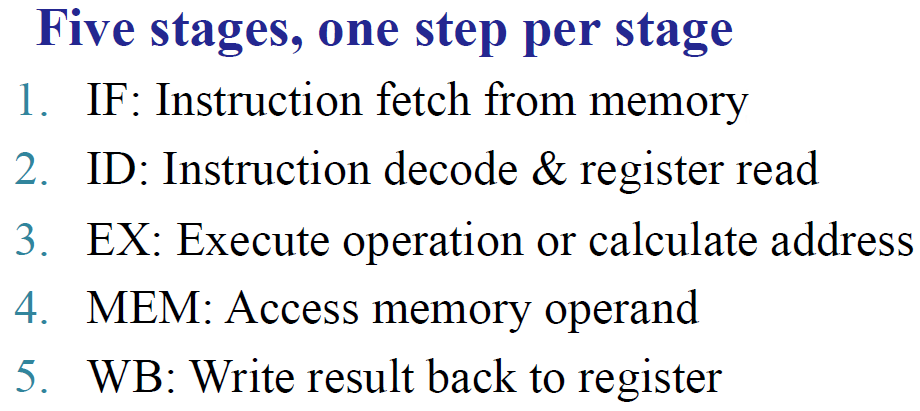 Five stages, one step per stage
1. IF: Instruction fetch from memory
2. ID: Instruction decode & register read
3. EX: Execute operation or calculate address
4. MEM: Access memory operand
5. WB: Write result back to register